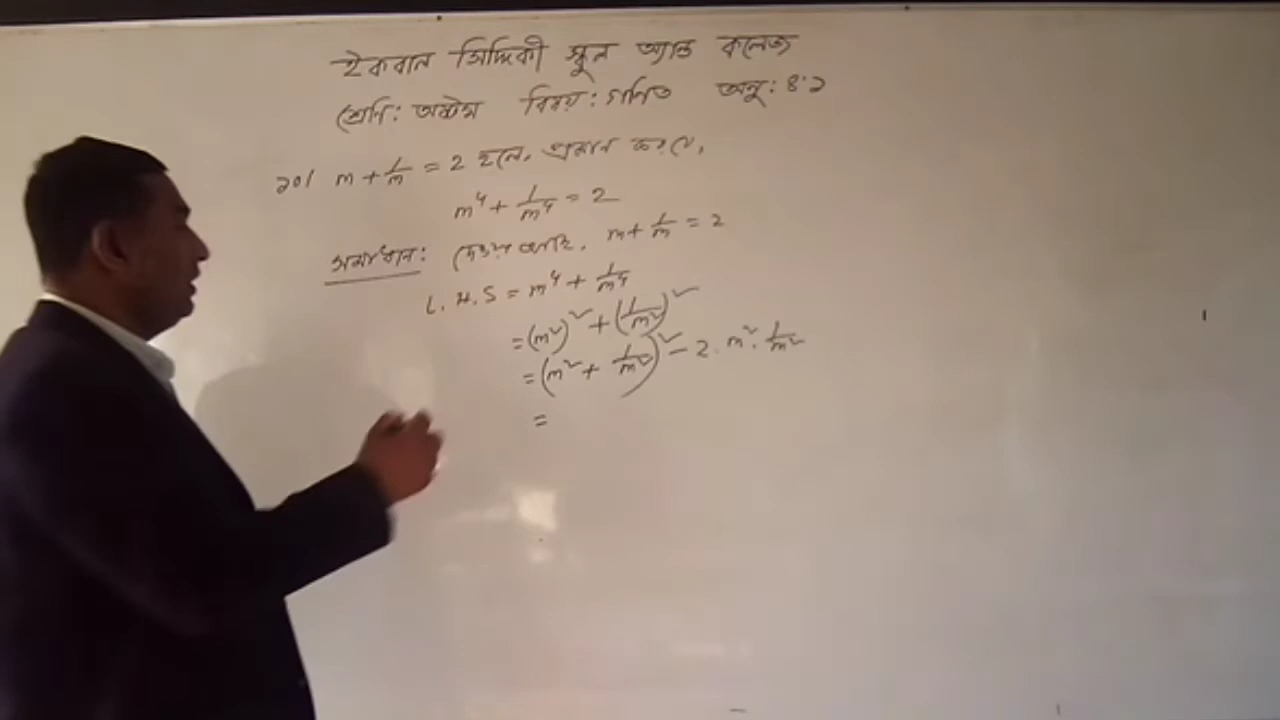 ইকবাল সিদ্দিকী স্কুল অ্যান্ড কলেজ
শ্রেণি: অষ্টম বিষয়: গণিত অনু: ৪.১
১০। m + 1/m = 2 হলে, প্রমাণ কর যে,
m⁴ + 1/m⁴ = 2
সমাধান: দেওয়া আছে, m + 1/m = 2
L.H.S = m⁴ + 1/m⁴
= (m²)² + (1/m²)²
= (m² + 1/m²)² - 2. m². 1/m²
=